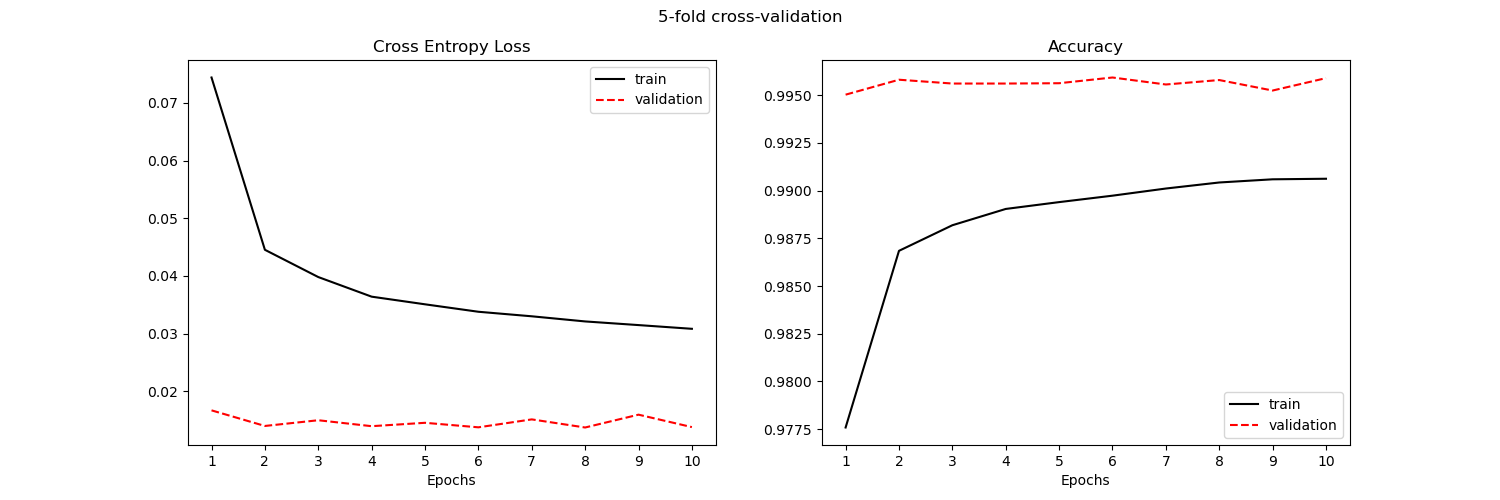 5-fold cross-validation
Cross Entropy Loss
0.07
0.06
0.05
0.04
0.03
0.02
train
validation
1 2 3 4 5 6 7 8 9 10
Epochs
Accuracy
0.9950
0.9925
0.9900
0.9875
0.9850
0.9825
0.9800
0.9775
train
validation
1 2 3 4 5 6 7 8 9 10
Epochs